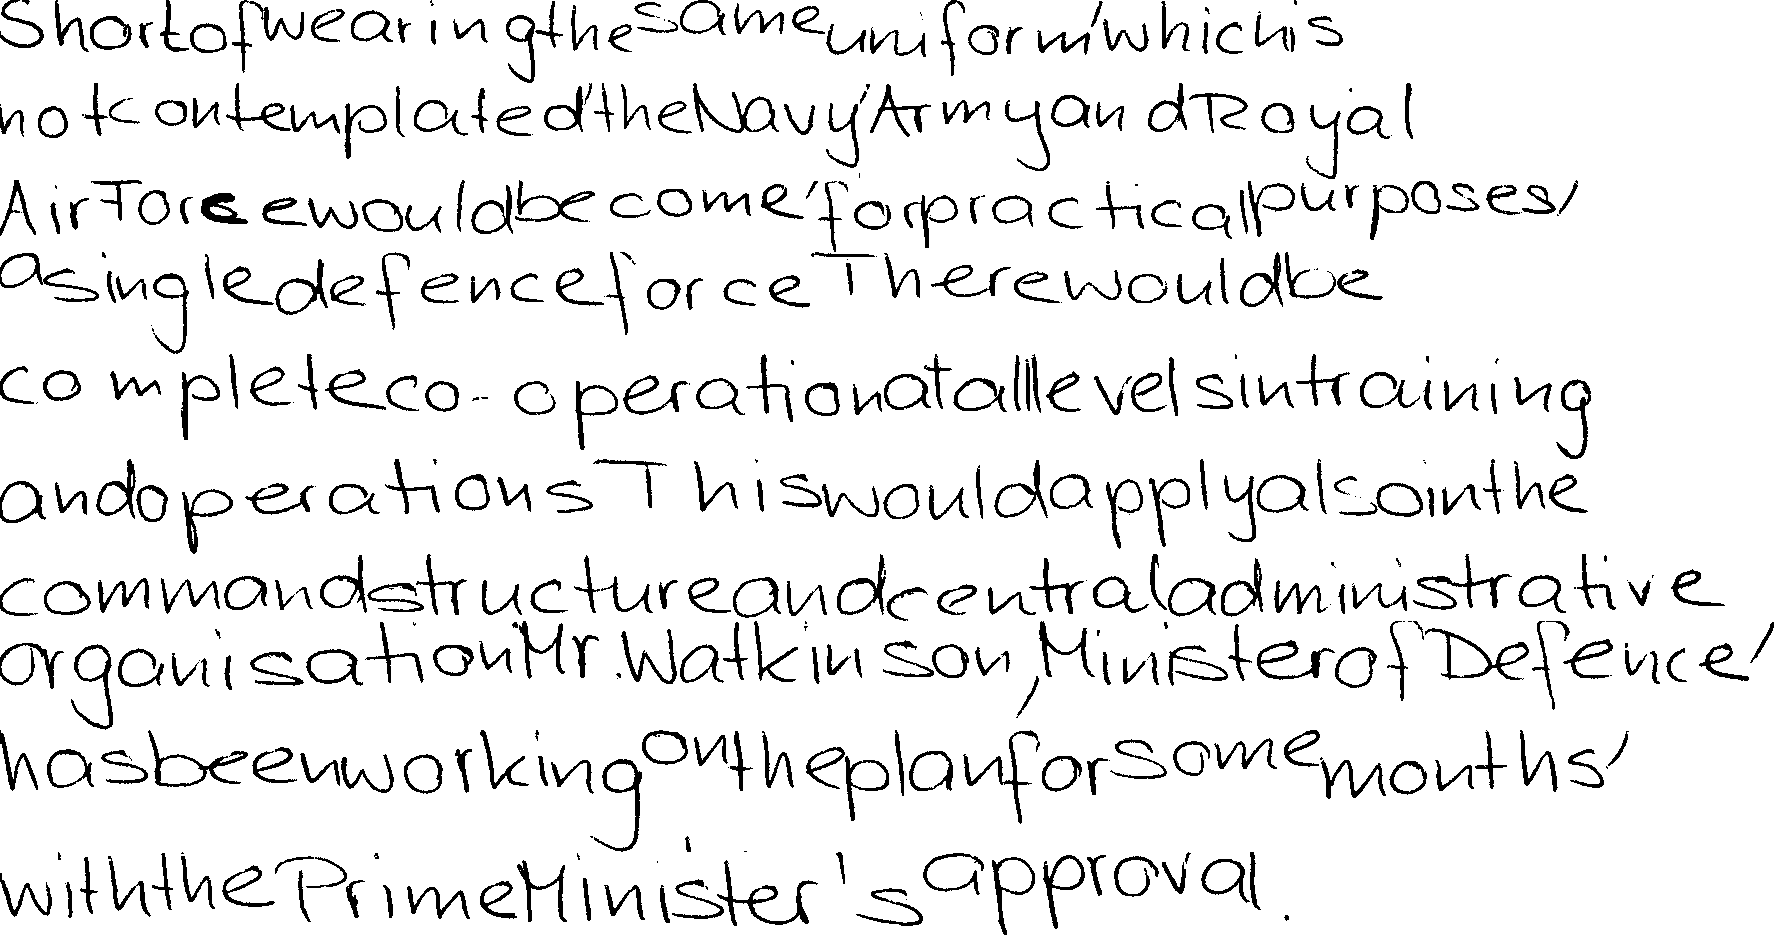 Short of wearing the same uniform, which is
not contemplated, the Navy, Army and Royal
Air Force would become, for practical purposes,
a single defence force There would be
complete co-operation at all levels in training
and operations This would apply also in the
command structure and central administrative
organisation Mr. Watkinson, Minister of Defence,
has been working on the plan for some months,
with the Prime Minister's approval.